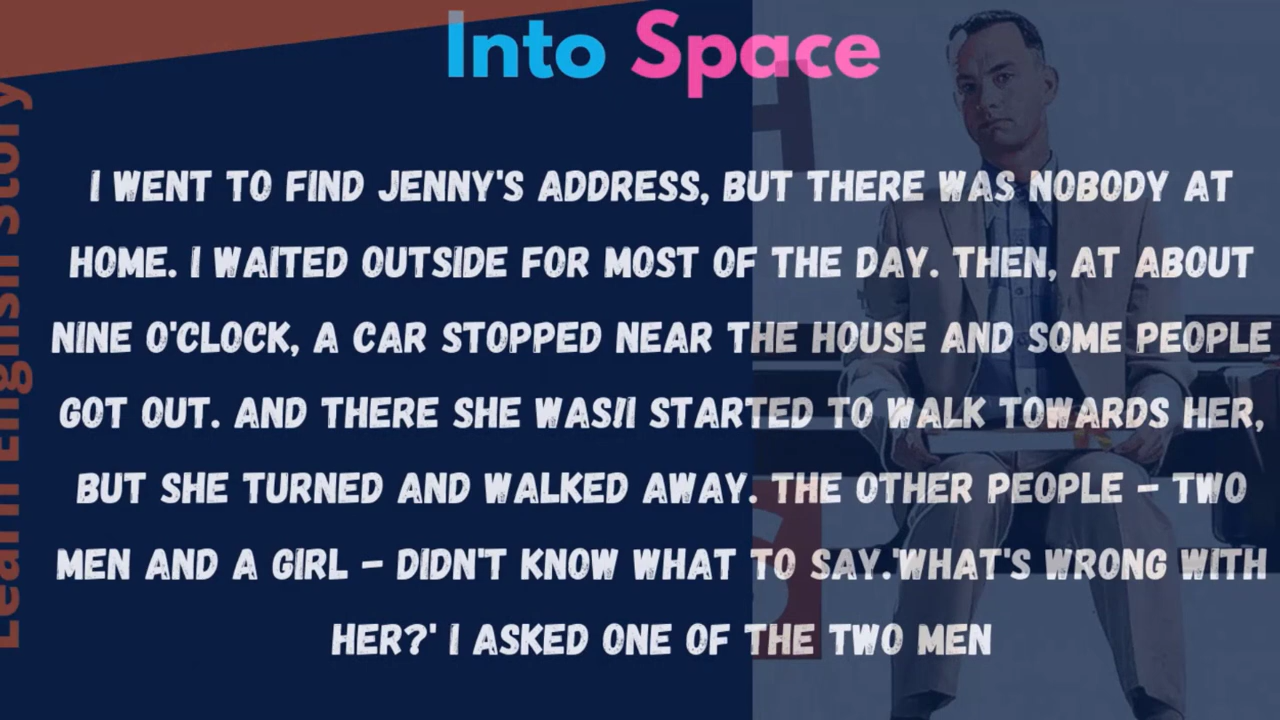 Into Space
Learn English Story
I WENT TO FIND JENNY'S ADDRESS, BUT THERE WAS NOBODY AT
HOME. I WAITED OUTSIDE FOR MOST OF THE DAY. THEN, AT ABOUT
NINE O'CLOCK, A CAR STOPPED NEAR THE HOUSE AND SOME PEOPLE
GOT OUT. AND THERE SHE WAS!I STARTED TO WALK TOWARDS HER,
BUT SHE TURNED AND WALKED AWAY. THE OTHER PEOPLE - TWO
MEN AND A GIRL - DIDN'T KNOW WHAT TO SAY.'WHAT'S WRONG WITH
HER?' I ASKED ONE OF THE TWO MEN